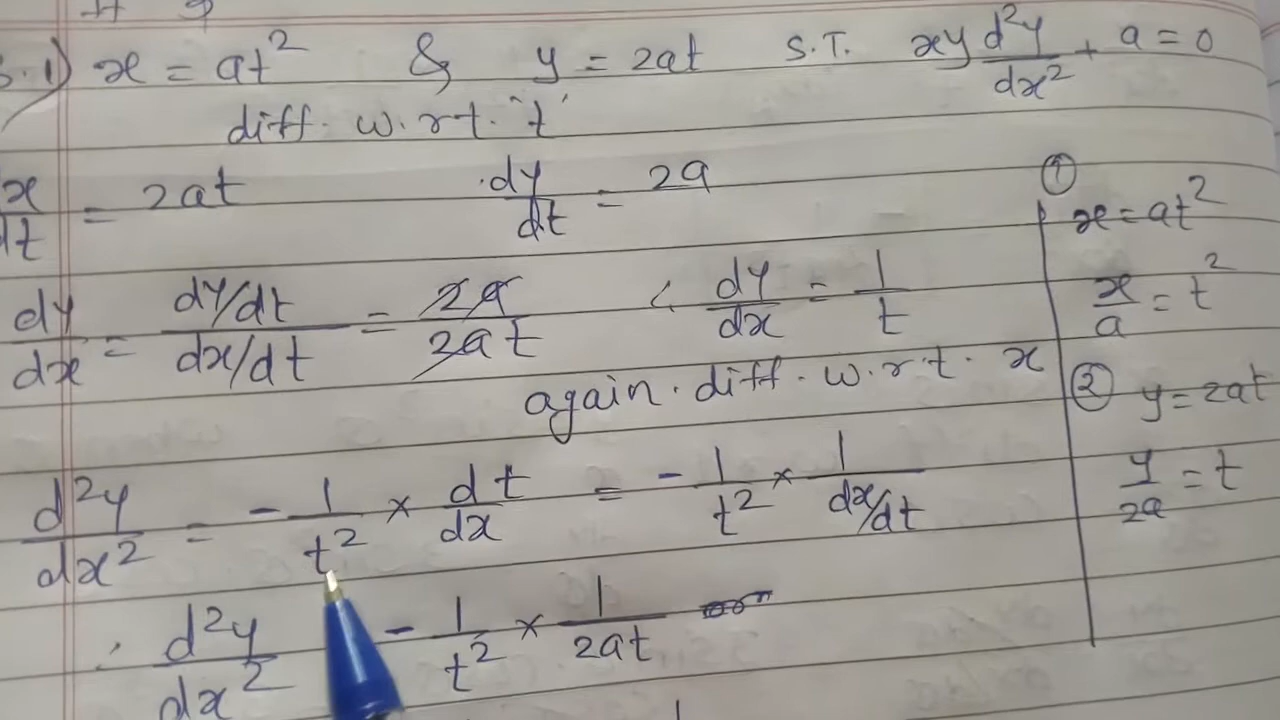 3.1) x = at² & y = 2at S.T. xy d²y/dx² + a = 0
diff. w.r.t. 't'
dx/dt = 2at dy/dt = 2a
dy/dx = dy/dt / dx/dt = 2a / 2at ∴ dy/dx = 1/t
again. diff. w.r.t. x
d²y/dx² = - 1/t² × dt/dx = - 1/t² × 1/dx/dt
∴ d²y/dx² - 1/t² × 1/2at
① x = at²
x/a = t²
② y = 2at
y/2a = t